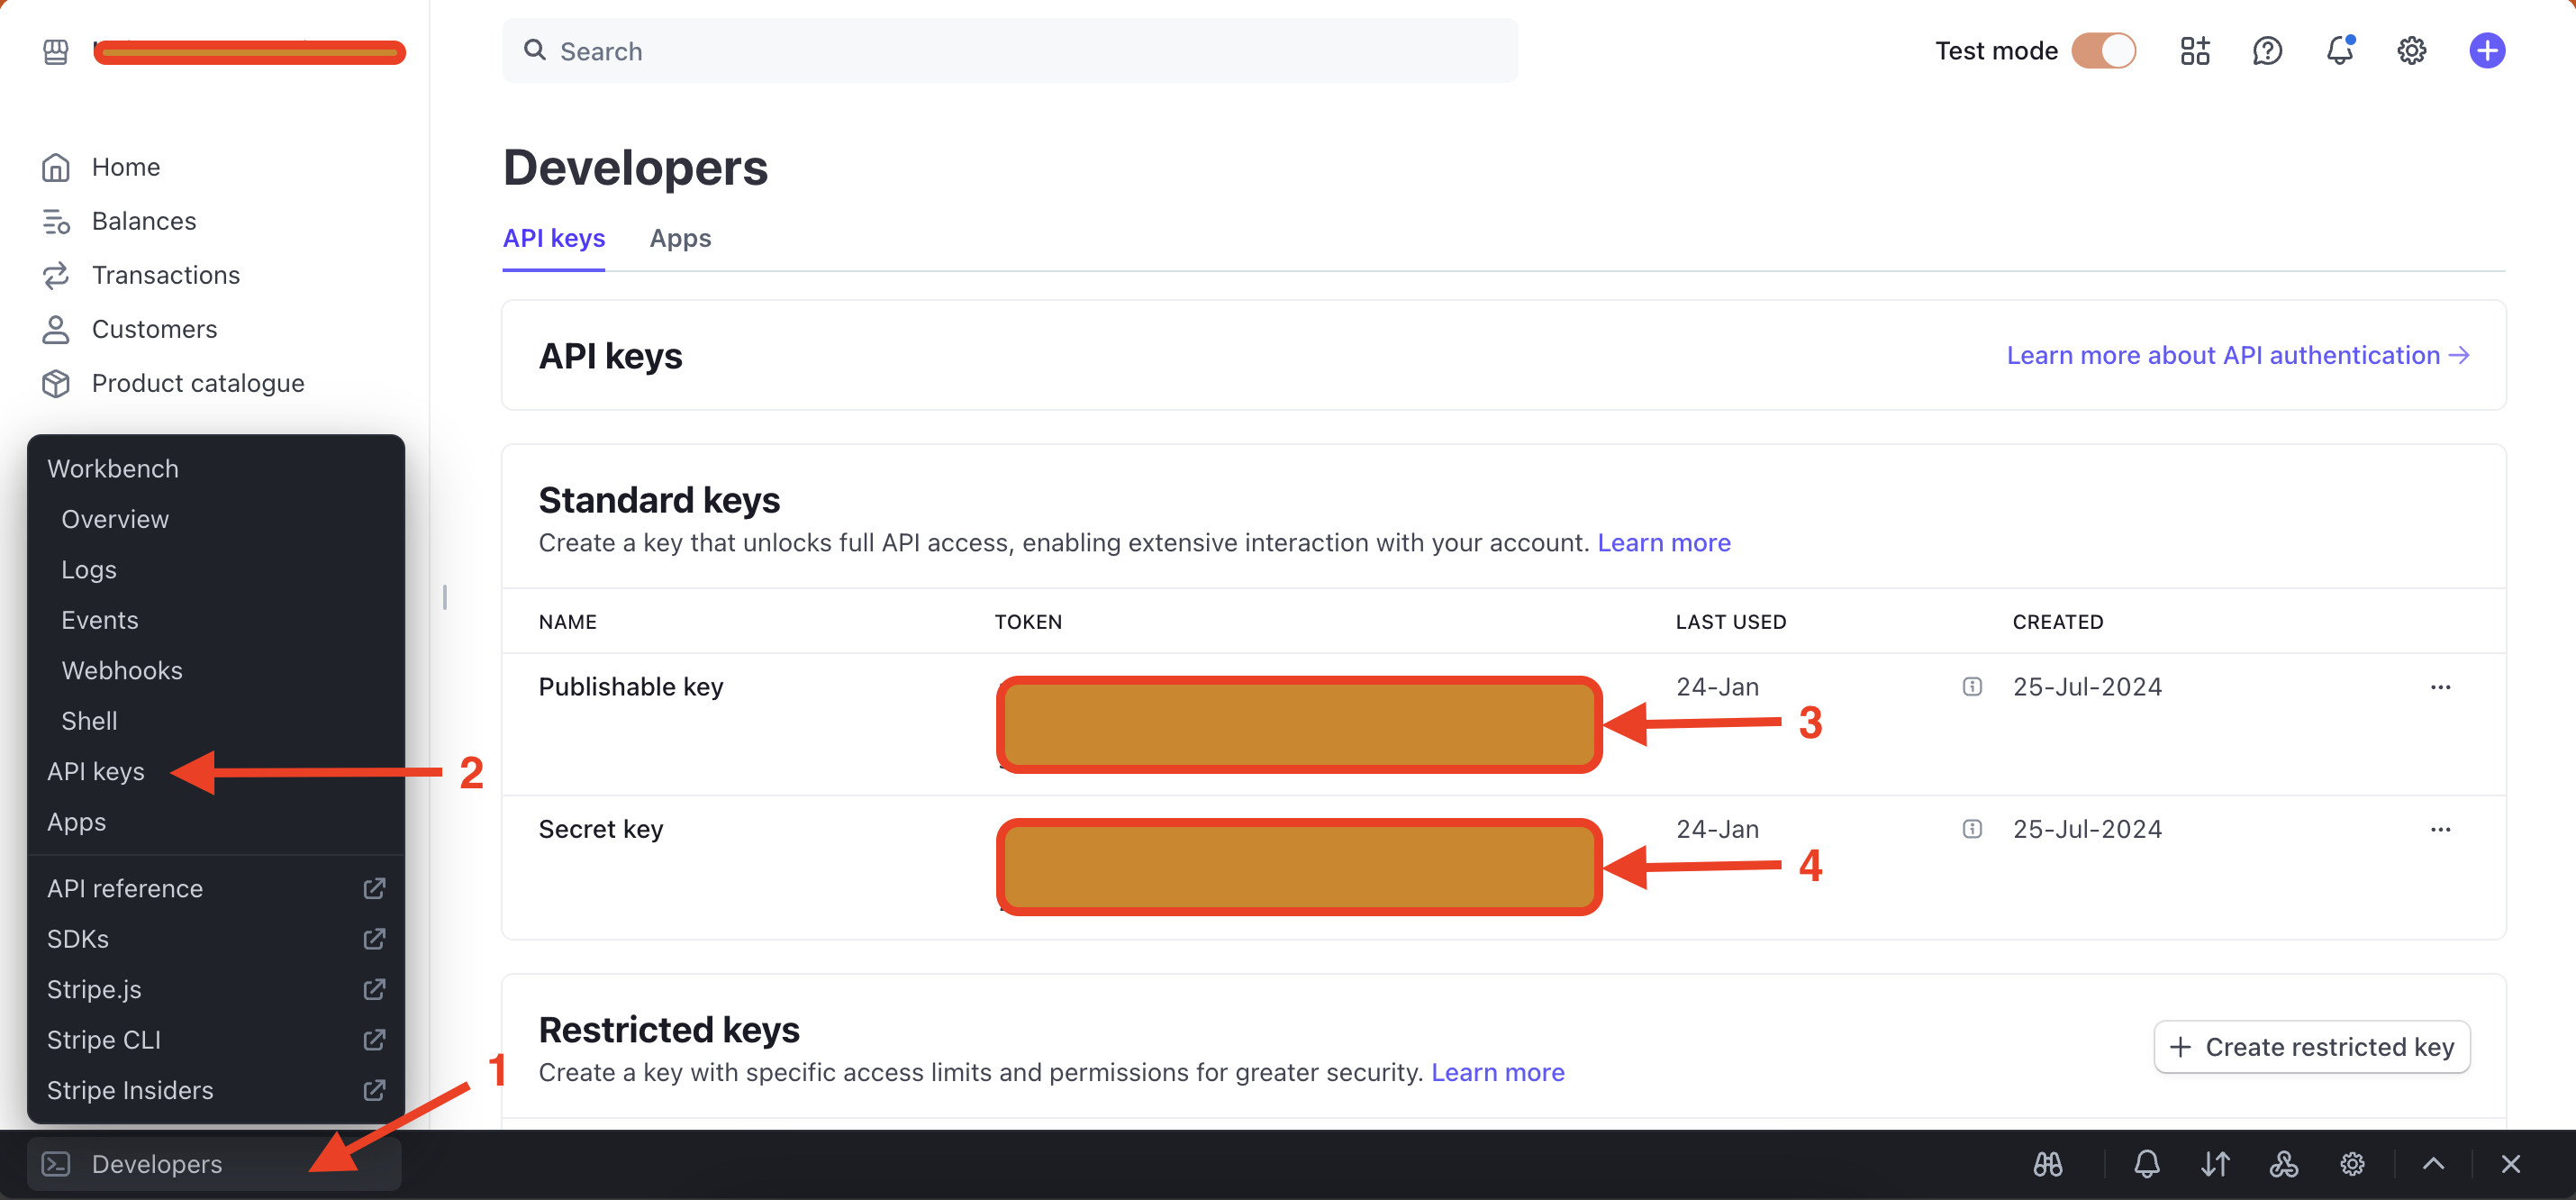 Search
Test mode
Home
Balances
Transactions
Customers
Product catalogue
Workbench
Overview
Logs
Events
Webhooks
Shell
API keys
2
Apps
API reference
SDKs
Stripe.js
Stripe CLI
Stripe Insiders
1
Developers
Developers
API keys Apps
API keys
Learn more about API authentication →
Standard keys
Create a key that unlocks full API access, enabling extensive interaction with your account. Learn more
NAME TOKEN LAST USED CREATED
Publishable key 24-Jan 25-Jul-2024
3
Secret key 24-Jan 25-Jul-2024
4
Restricted keys
Create a key with specific access limits and permissions for greater security. Learn more
+ Create restricted key